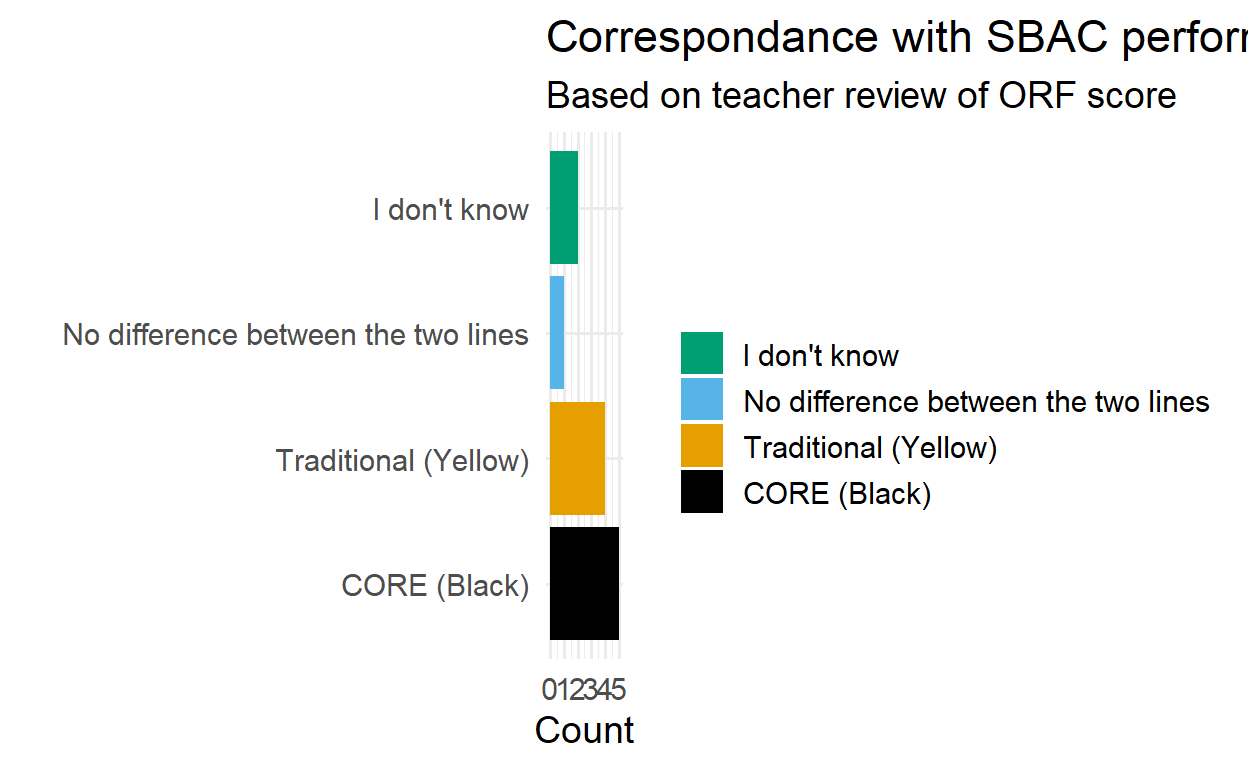 Correspondance with SBAC perforr
Based on teacher review of ORF score
I don't know
No difference between the two lines
Traditional (Yellow)
CORE (Black)
I don't know
No difference between the two lines
Traditional (Yellow)
CORE (Black)
012345
Count